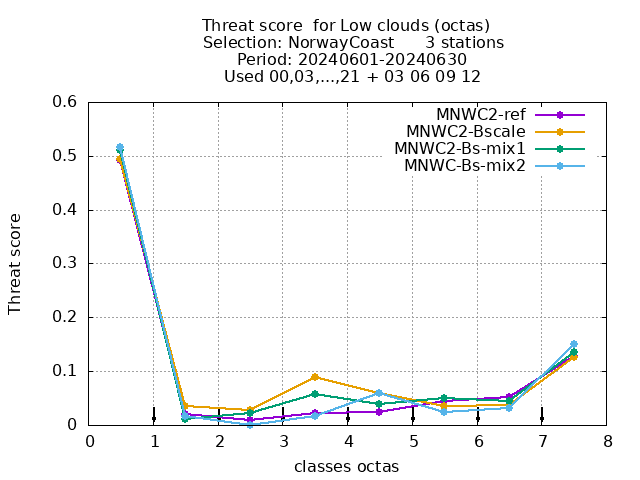 Threat score  for Low clouds (octas)
Selection: NorwayCoast      3 stations
Period: 20240601-20240630
Used 00,03,...,21 + 03 06 09 12
MNWC2-ref
MNWC2-Bscale
MNWC2-Bs-mix1
MNWC-Bs-mix2
Threat score
0.6
0.5
0.4
0.3
0.2
0.1
0
0 1 2 3 4 5 6 7 8
classes octas